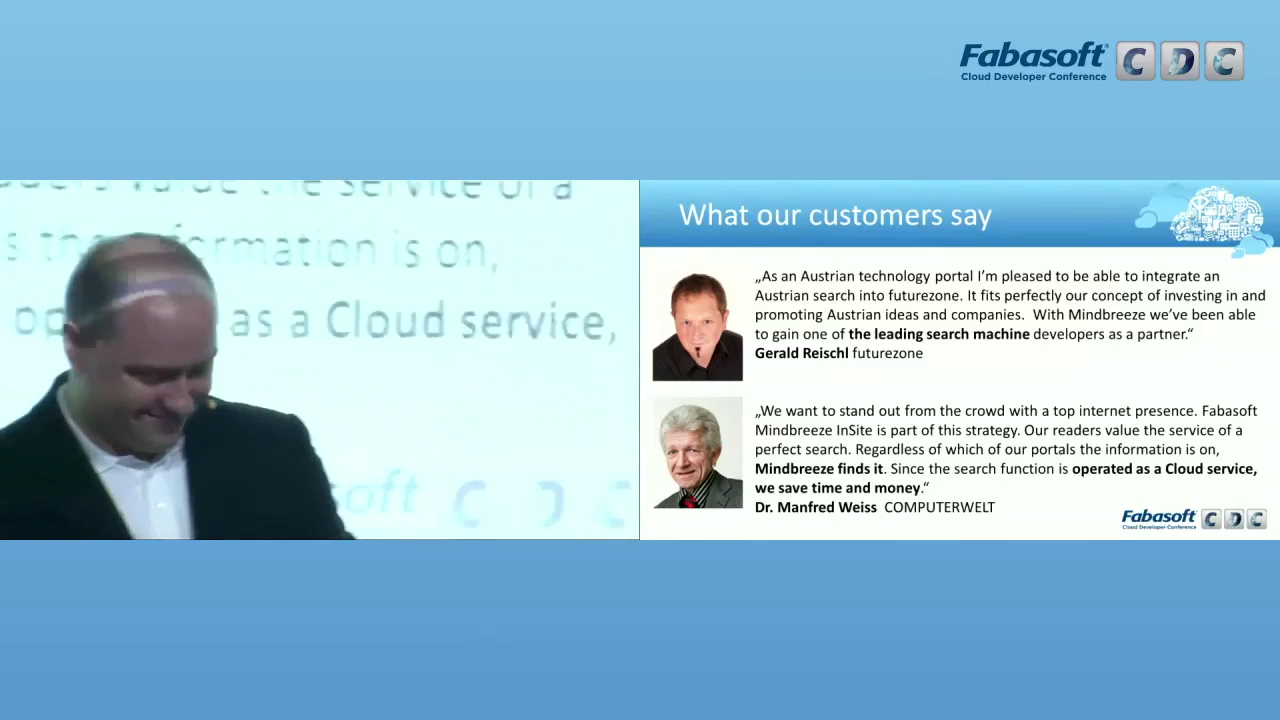 Fabasoft
Cloud Developer Conference
C D C
service of a
is on,
as a Cloud service,
soft C D C
What our customers say
„As an Austrian technology portal I’m pleased to be able to integrate an
Austrian search into futurezone. It fits perfectly our concept of investing in and
promoting Austrian ideas and companies. With Mindbreeze we’ve been able
to gain one of the leading search machine developers as a partner.“
Gerald Reischl futurezone
„We want to stand out from the crowd with a top internet presence. Fabasoft
Mindbreeze InSite is part of this strategy. Our readers value the service of a
perfect search. Regardless of which of our portals the information is on,
Mindbreeze finds it. Since the search function is operated as a Cloud service,
we save time and money.“
Dr. Manfred Weiss COMPUTERWELT
Fabasoft C D C
Cloud Developer Conference